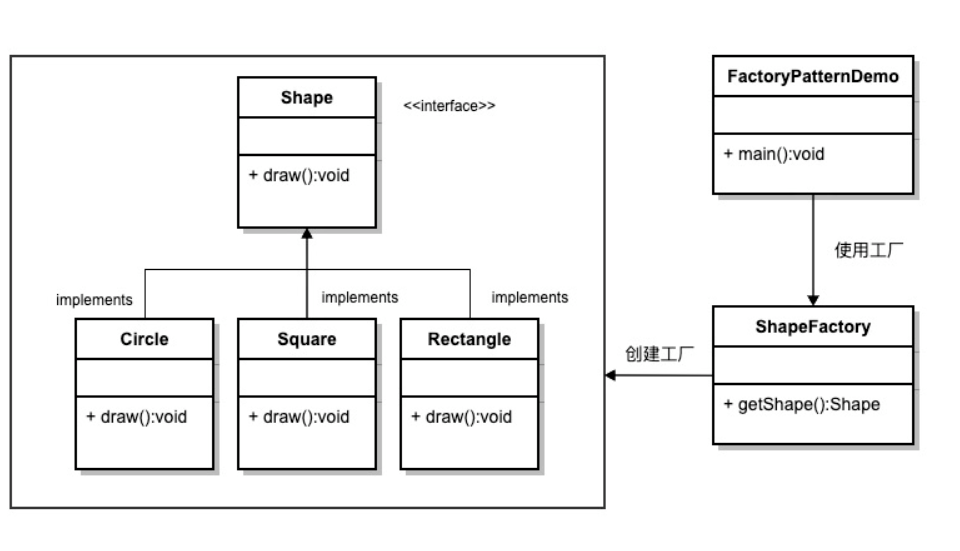 Shape
<<interface>>
+ draw():void
implements
implements
implements
Circle
+ draw():void
Square
+ draw():void
Rectangle
+ draw():void
FactoryPatternDemo
+ main():void
使用工厂
ShapeFactory
+ getShape():Shape
创建工厂